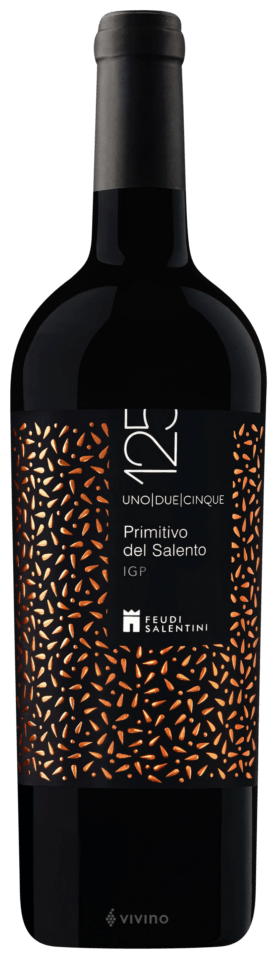 125
UNO|DUE|CINQUE
Primitivo
del Salento
IGP
FEUDI
SALENTINI
vivino